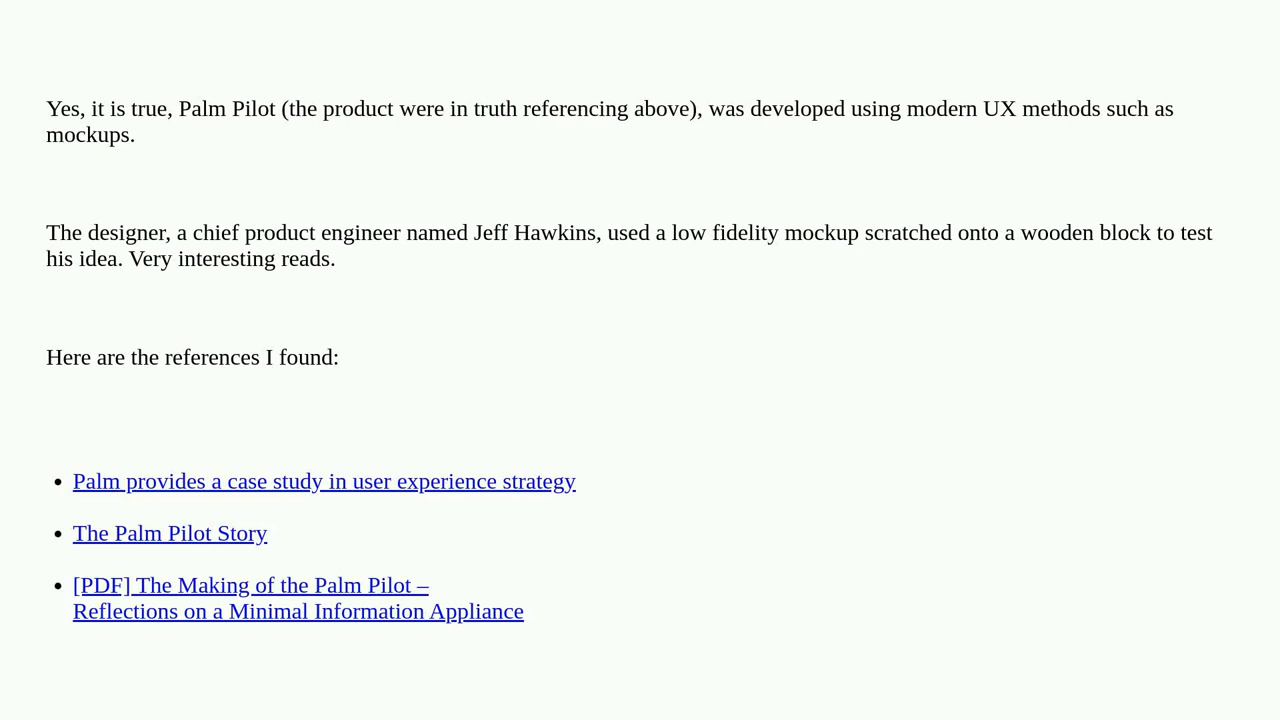 Yes, it is true, Palm Pilot (the product were in truth referencing above), was developed using modern UX methods such as
mockups.
The designer, a chief product engineer named Jeff Hawkins, used a low fidelity mockup scratched onto a wooden block to test
his idea. Very interesting reads.
Here are the references I found:
• Palm provides a case study in user experience strategy
• The Palm Pilot Story
• [PDF] The Making of the Palm Pilot –
Reflections on a Minimal Information Appliance